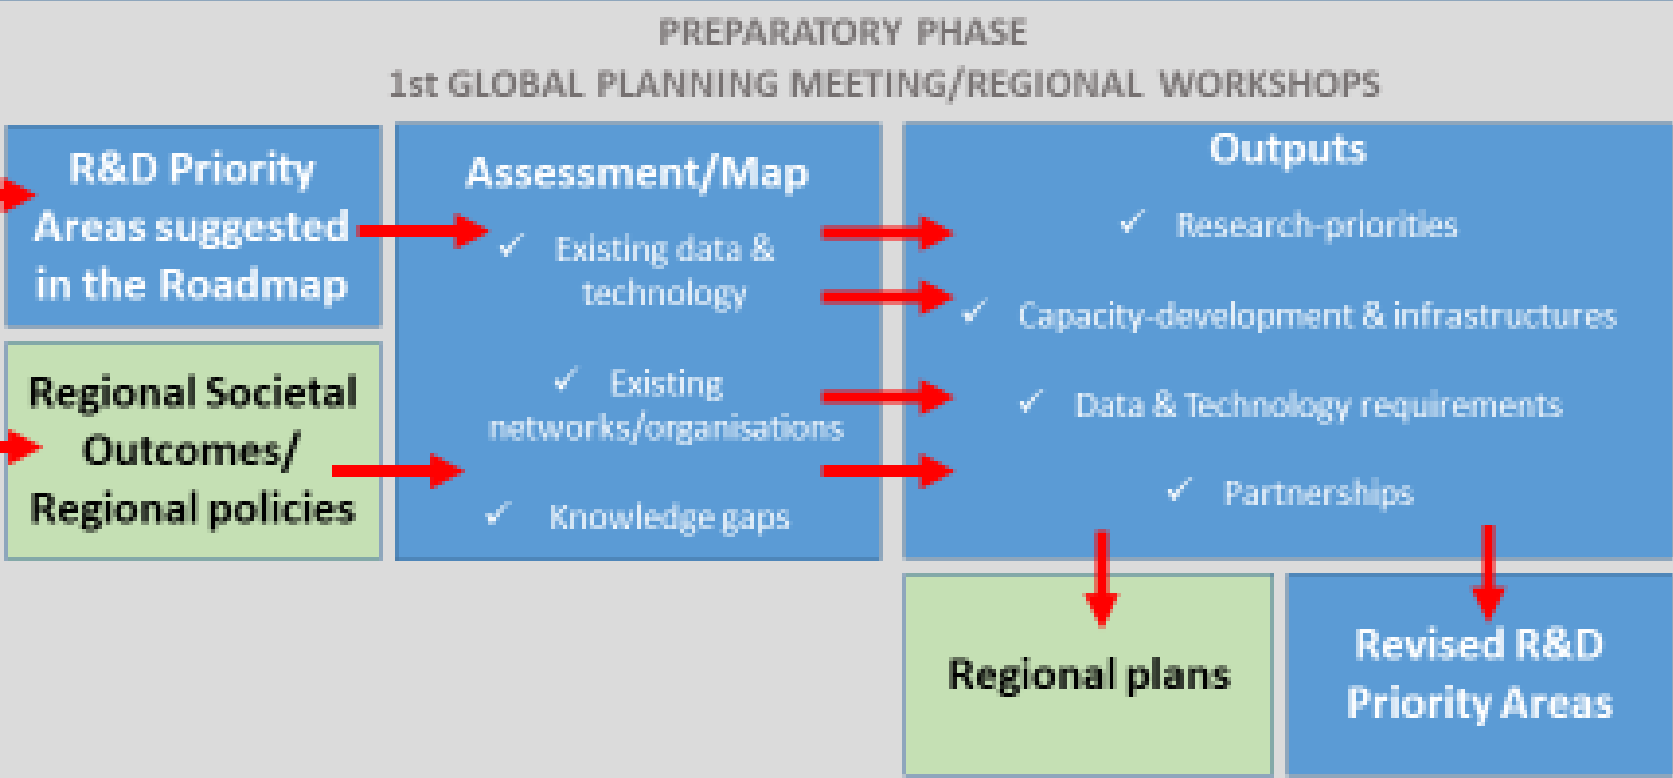 PREPARATORY PHASE
1st GLOBAL PLANNING MEETING/REGIONAL WORKSHOPS
R&D Priority
Areas suggested
in the Roadmap
Regional Societal
Outcomes/
Regional policies
Assessment/Map
✓ Existing data &
technology
✓ Existing
networks/organisations
✓ Knowledge gaps
Outputs
✓ Research-priorities
✓ Capacity-development & infrastructures
✓ Data & Technology requirements
✓ Partnerships
Regional plans
Revised R&D
Priority Areas